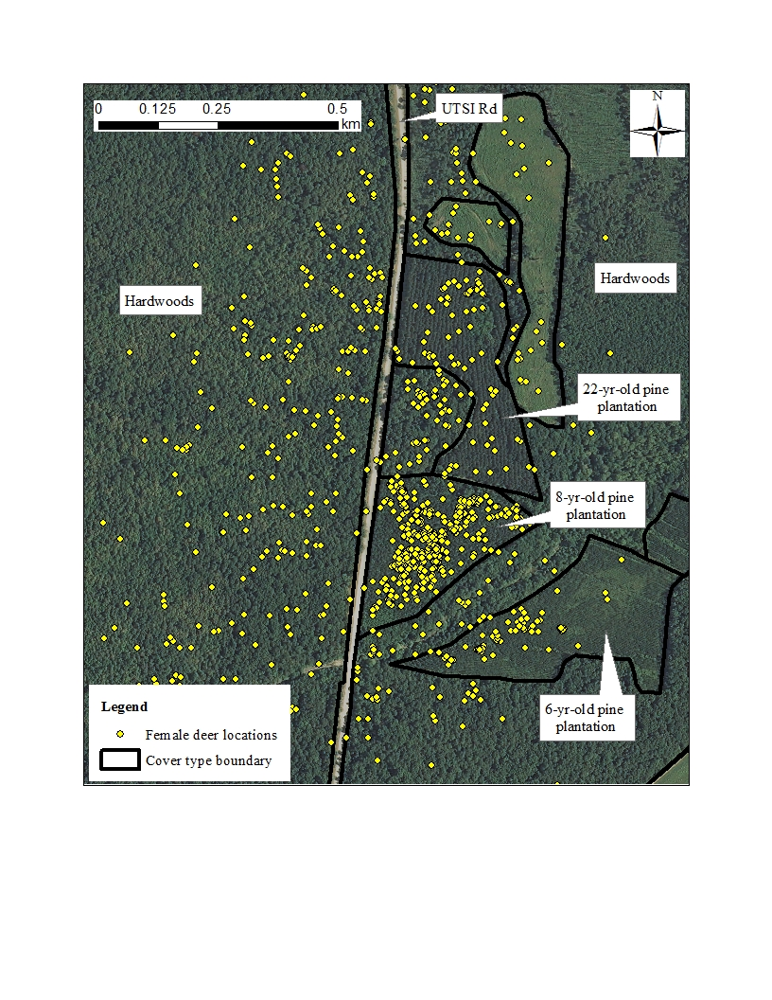 N
0 0.125 0.25 0.5
km
UTSI Rd
Hardwoods
Hardwoods
22-yr-old pine
plantation
8-yr-old pine
plantation
6-yr-old pine
plantation
Legend
Female deer locations
Cover type boundary